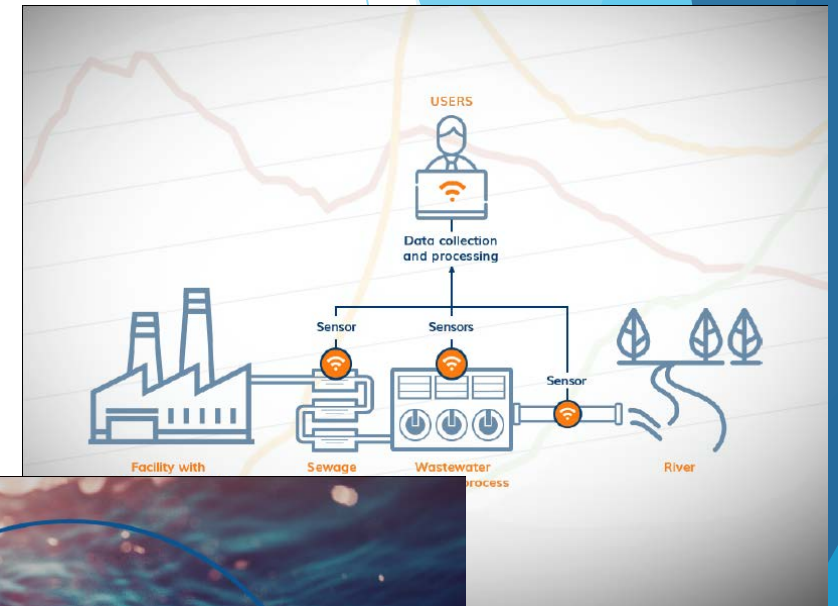 USERS
Data collection
and processing
Sensor
Sensors
Sensor
Facility with
Sewage
Wastewater
process
River